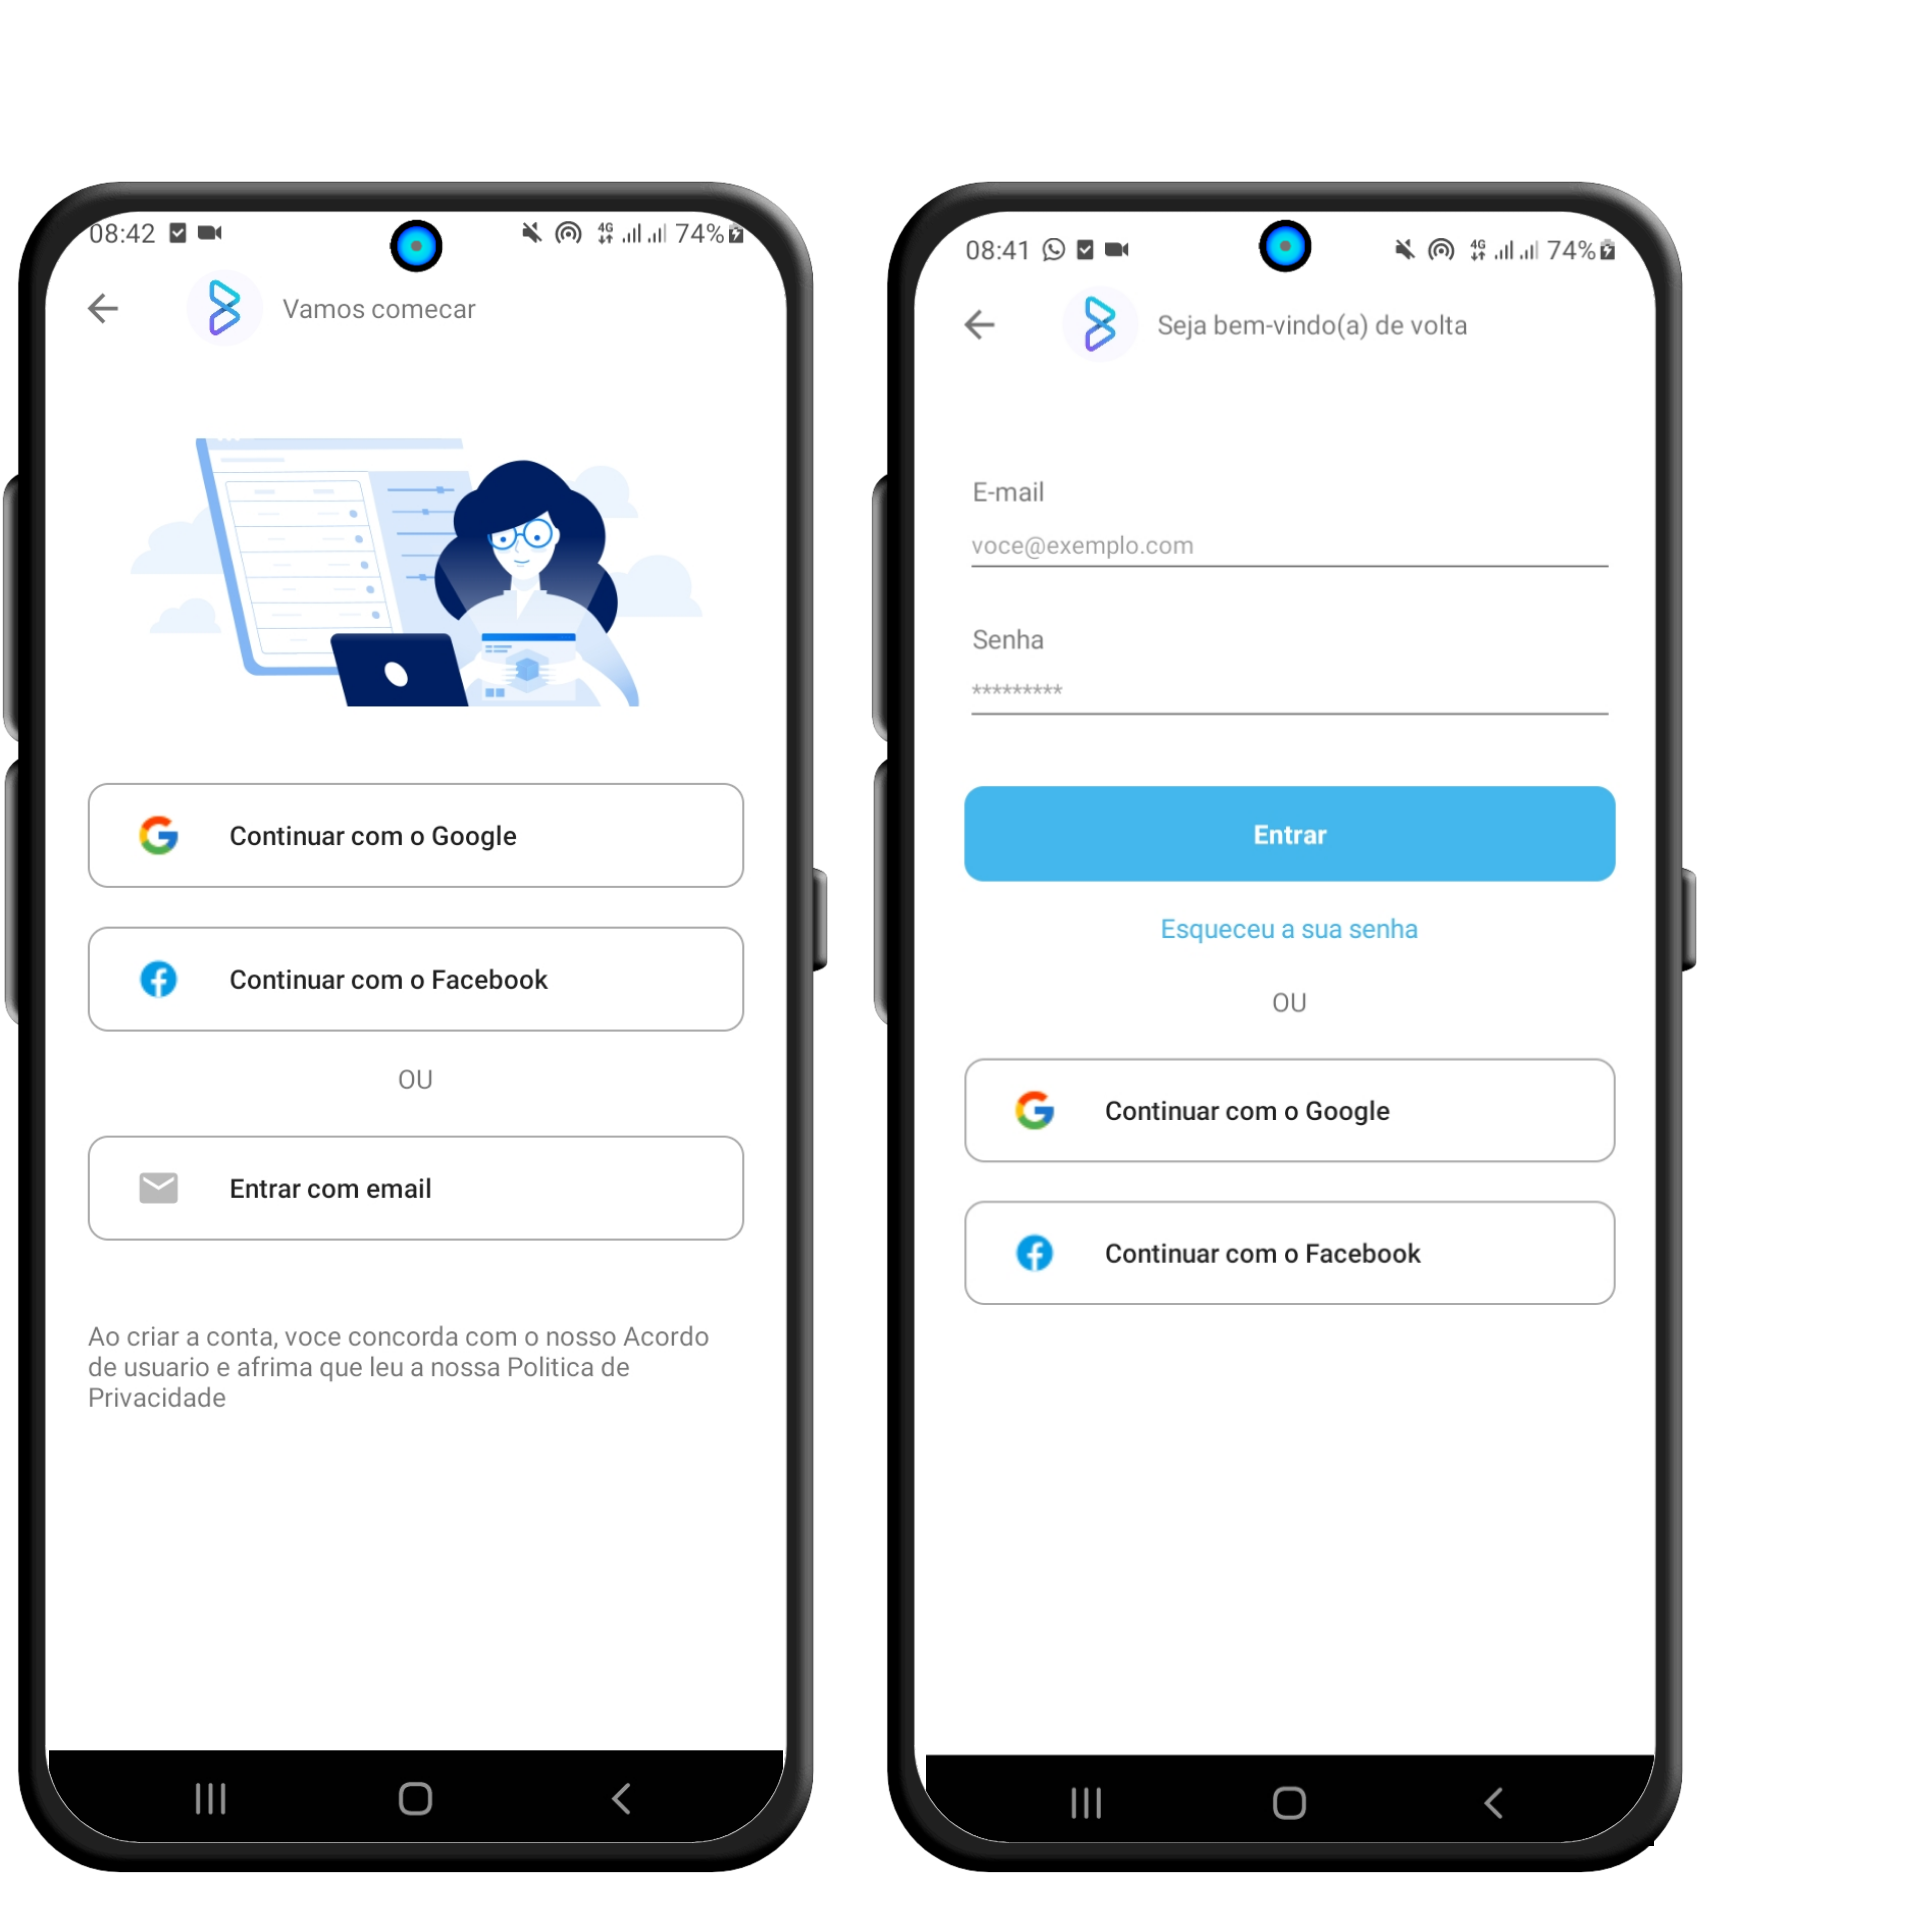 08:42
4G
74%
Vamos comecar
Continuar com o Google
Continuar com o Facebook
OU
Entrar com email
Ao criar a conta, voce concorda com o nosso Acordo
de usuario e afrima que leu a nossa Politica de
Privacidade
08:41
4G
74%
Seja bem-vindo(a) de volta
E-mail
voce@exemplo.com
Senha
*********
Entrar
Esqueceu a sua senha
OU
Continuar com o Google
Continuar com o Facebook